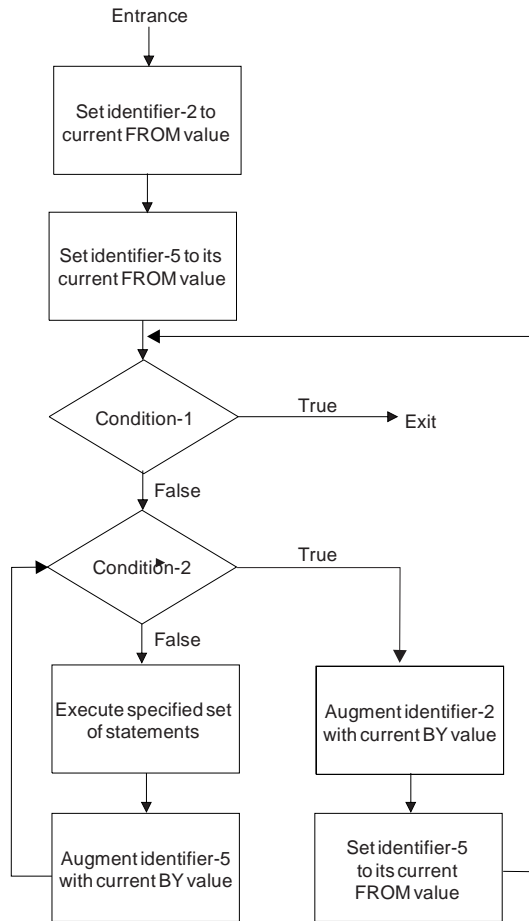 Entrance
Set identifier-2 to
current FROM value
Set identifier-5 to its
current FROM value
Condition-1
True
Exit
False
Condition-2
True
False
Execute specified set
of statements
Augment identifier-2
with current BY value
Augment identifier-5
with current BY value
Set identifier-5
to its current
FROM value